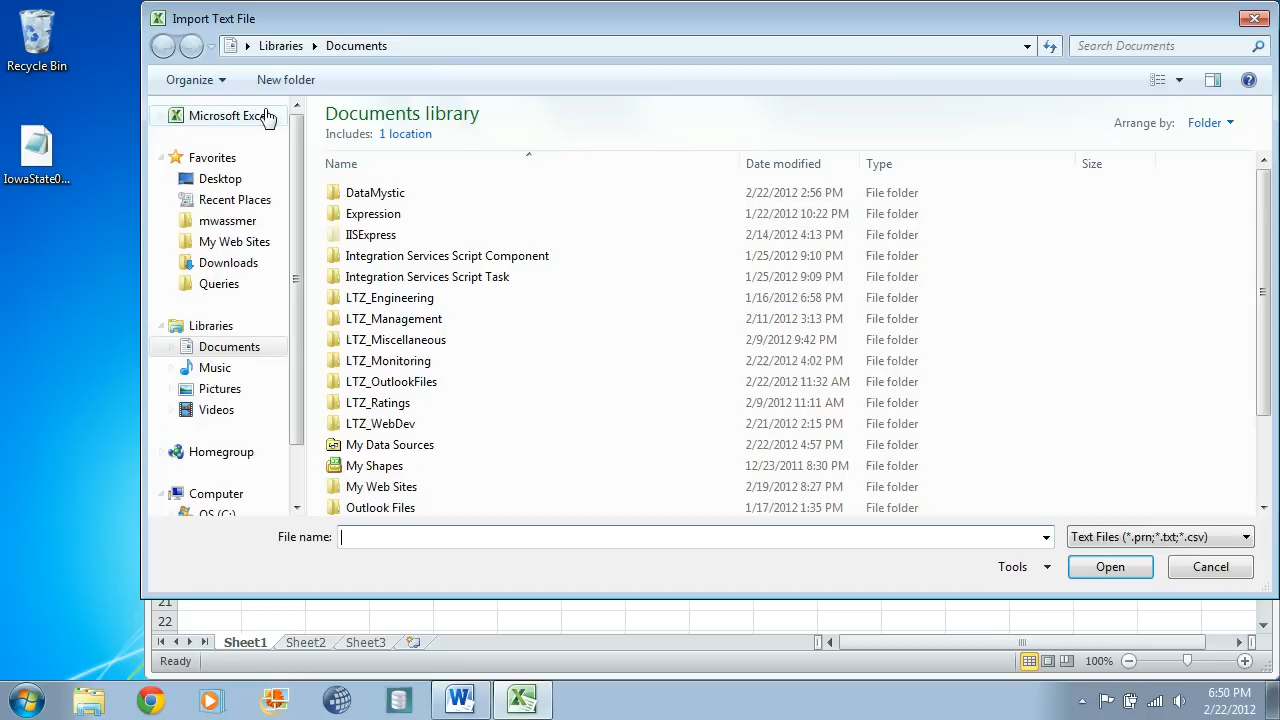 Import Text File
Recycle Bin
IowaState0...
Libraries Documents
Search Documents
Organize New folder
Microsoft Excel
Favorites
Desktop
Recent Places
mwassmer
My Web Sites
Downloads
Queries
Libraries
Documents
Music
Pictures
Videos
Homegroup
Computer
OS (C:)
Documents library
Includes: 1 location
Arrange by: Folder
Name Date modified Type Size
DataMystic 2/22/2012 2:56 PM File folder
Expression 1/22/2012 10:22 PM File folder
IISExpress 2/14/2012 4:13 PM File folder
Integration Services Script Component 1/25/2012 9:10 PM File folder
Integration Services Script Task 1/25/2012 9:09 PM File folder
LTZ_Engineering 1/16/2012 6:58 PM File folder
LTZ_Management 2/11/2012 3:13 PM File folder
LTZ_Miscellaneous 2/9/2012 9:42 PM File folder
LTZ_Monitoring 2/22/2012 4:02 PM File folder
LTZ_OutlookFiles 2/22/2012 11:32 AM File folder
LTZ_Ratings 2/9/2012 11:11 AM File folder
LTZ_WebDev 2/21/2012 2:15 PM File folder
My Data Sources 2/22/2012 4:57 PM File folder
My Shapes 12/23/2011 8:30 PM File folder
My Web Sites 2/19/2012 8:27 PM File folder
Outlook Files 1/17/2012 1:35 PM File folder
File name: Text Files (*.prn;*.txt;*.csv)
Tools Open Cancel
21
22
Sheet1 Sheet2 Sheet3
Ready 100%
6:50 PM
2/22/2012